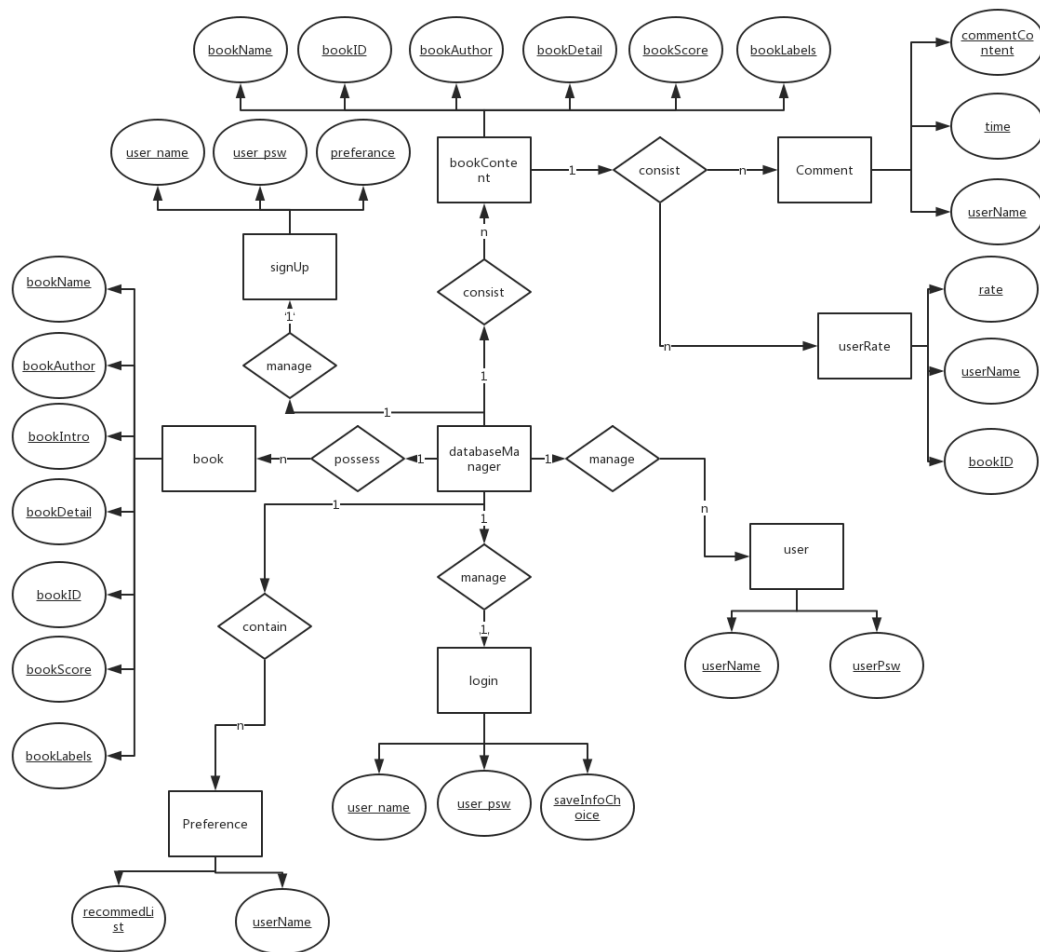 bookName
bookID
bookAuthor
bookDetail
bookScore
bookLabels
commentCo
ntent
user_name
user_psw
preferance
time
bookConte
nt
1
consist
n
Comment
userName
n
signUp
consist
bookName
rate
1
n
userRate
manage
bookAuthor
1
userName
1
bookIntro
book
n
possess
1
databaseMa
nager
1
manage
bookID
1
1
n
bookDetail
user
manage
bookID
contain
1
userName
userPsw
bookScore
login
n
bookLabels
user_name
user_psw
saveInfoCh
oice
Preference
recommedLi
st
userName